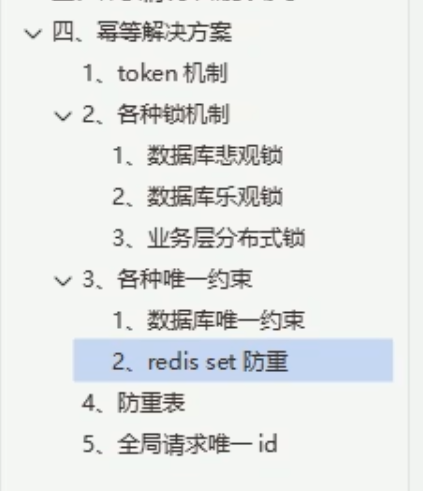 四、幂等解决方案
1、token 机制
2、各种锁机制
1、数据库悲观锁
2、数据库乐观锁
3、业务层分布式锁
3、各种唯一约束
1、数据库唯一约束
2、redis set 防重
4、防重表
5、全局请求唯一 id